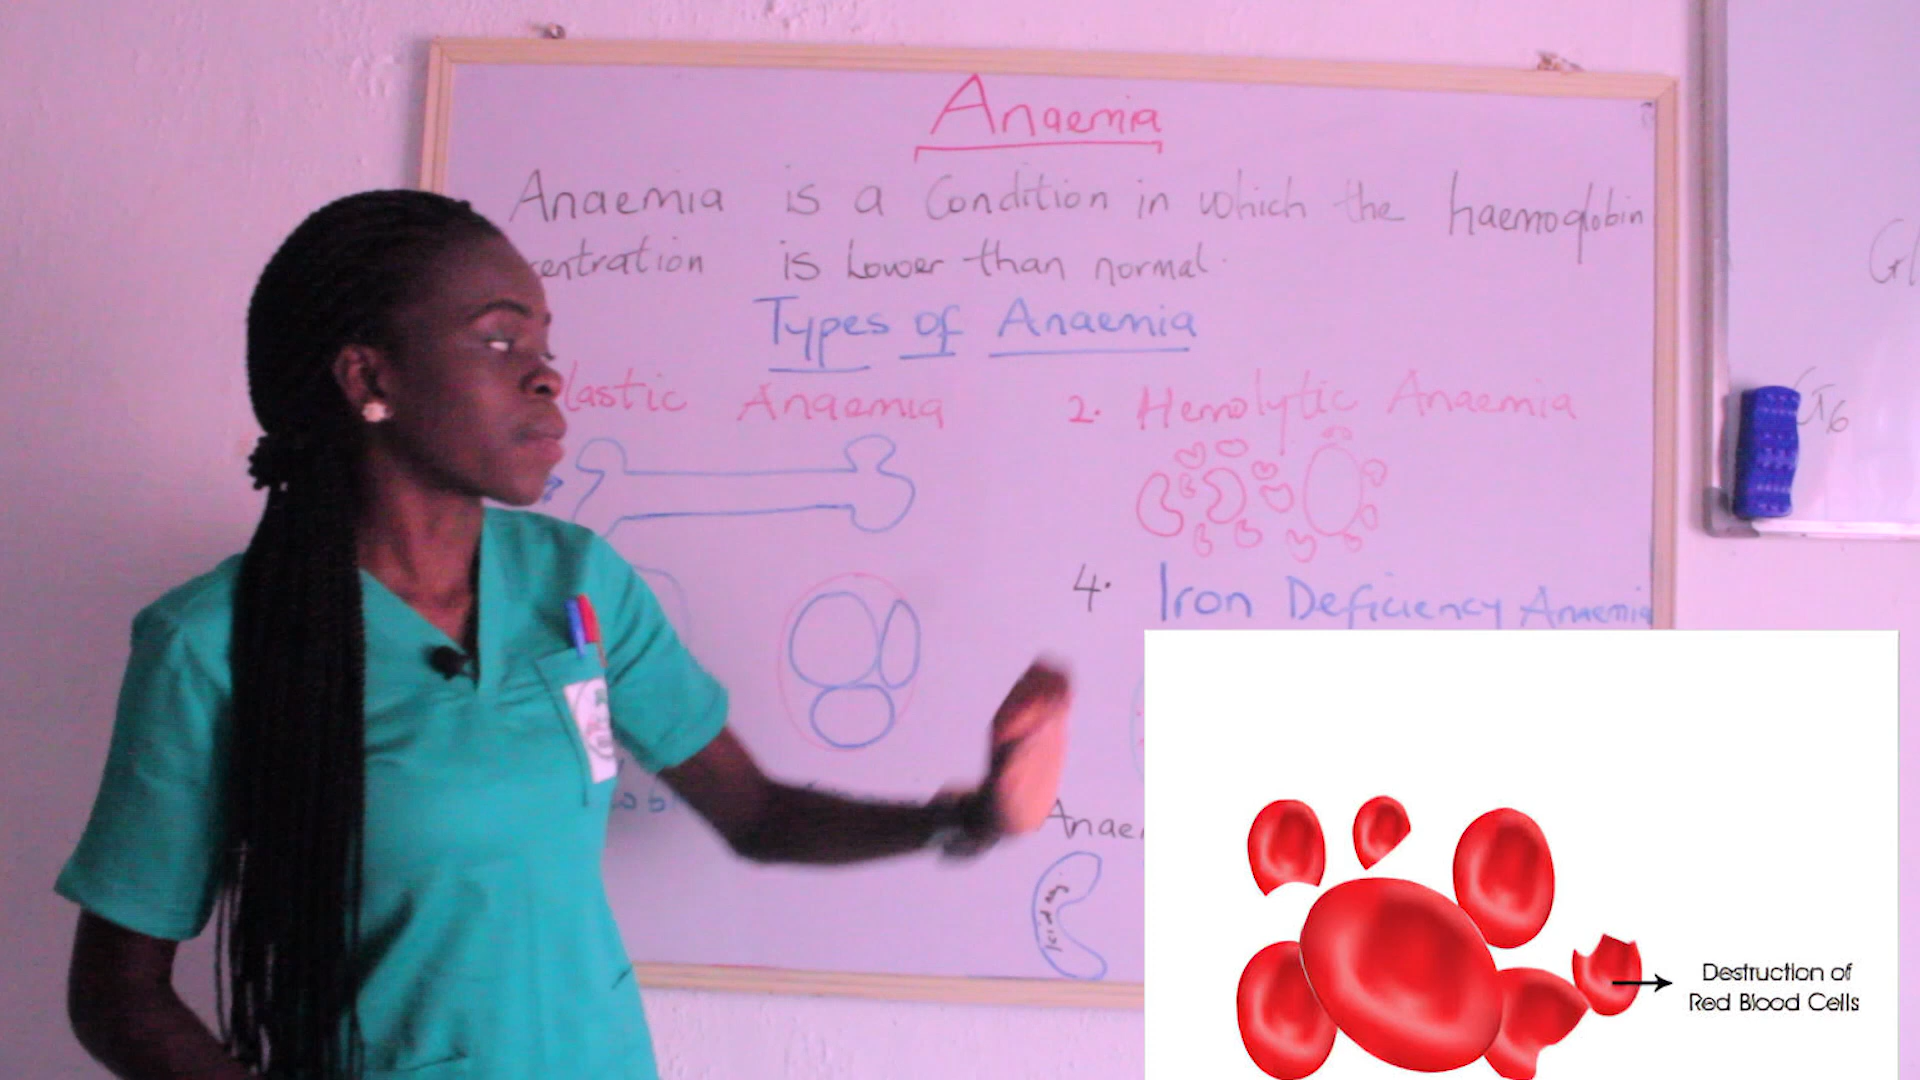 Anaemia
Anaemia is a Condition in which the haemoglobin
centration is Lower than normal.
Types of Anaemia
lastic Anaemia
2. Hemolytic Anaemia
4. Iron Deficiency Anaemia
Anae
kidney
Destruction of
Red Blood Cells